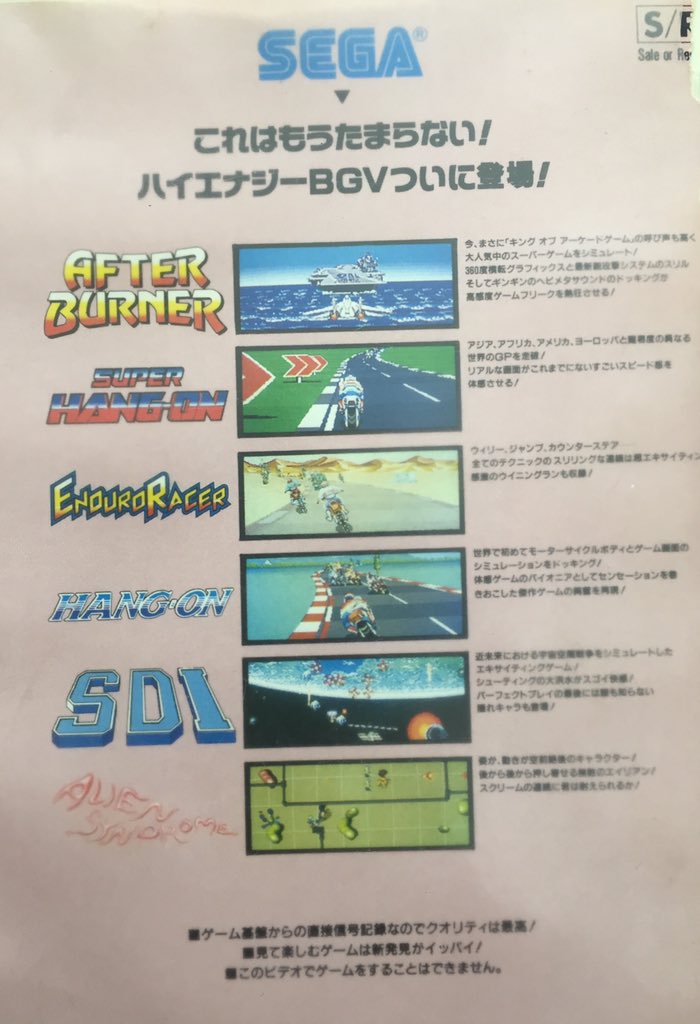 SEGA®
S/R
Sale or Re
これはもうたまらない!
ハイエナジーBGVついに登場!
AFTER
BURNER
今、まさに「キング オブ アーケードゲーム」の呼び声も高く
大人気中のスーパーゲームをシミュレート!
360度横転グラフィックスと最新鋭攻撃システムのスリル
そしてギンギンのヘビメタサウンドのドッキングが
高感度ゲームフリークを熱狂させる!
SUPER
HANG-ON
アジア、アフリカ、アメリカ、ヨーロッパと難易度の異なる
世界のGPを走破!
リアルな画面がこれまでにないすごいスピード感を
体感させる!
ENDURO RACER
ウィリー、ジャンプ、カウンターステア
全てのテクニックのスリリングな連続は超エキサイティン
感激のウイニングランも収録!
HANG-ON
世界で初めてモーターサイクルボディとゲーム画面の
シミュレーションをドッキング!
体感ゲームのパイオニアとしてセンセーションを巻
きおこした傑作ゲームの興奮を再現!
SDI
近未来における宇宙空間戦争をシミュレートした
エキサイティングゲーム!
シューティングの大洪水がスゴイ快感!
パーフェクトプレイの最後には誰も知らない
隠れキャラも登場!
ALIEN
SYNDROME
姿が、動きが空前絶後のキャラクター!
後から後から押し寄せる無数のエイリアン!
スクリームの連続に君は耐えられるか!
■ゲーム基盤からの直接信号記録なのでクオリティは最高!
■見て楽しむゲームは新発見がイッパイ!
■このビデオでゲームをすることはできません。